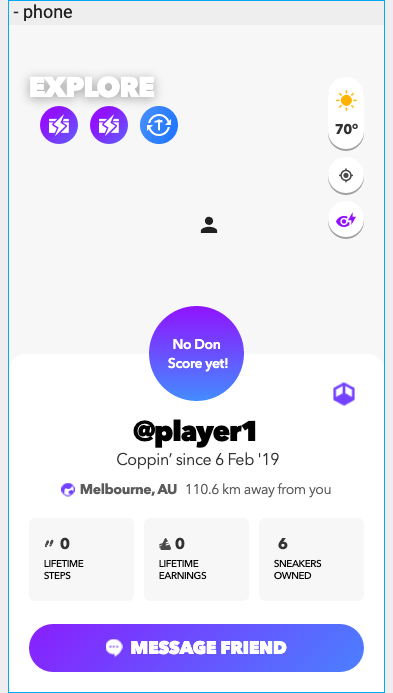 - phone
EXPLORE
70°
No Don
Score yet!
@player1
Coppin’ since 6 Feb '19
Melbourne, AU 110.6 km away from you
0
LIFETIME
STEPS
0
LIFETIME
EARNINGS
6
SNEAKERS
OWNED
MESSAGE FRIEND